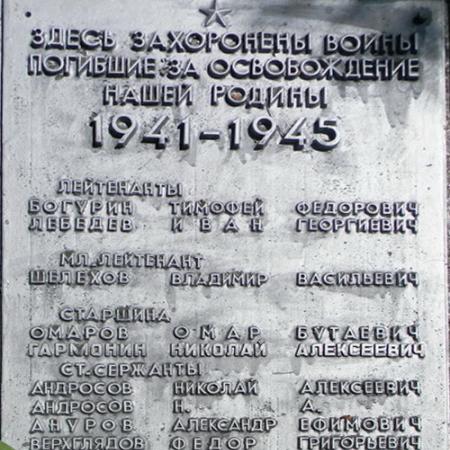 ЗДЕСЬ ЗАХОРОНЕНЫ ВОИНЫ
ПОГИБШИЕ ЗА ОСВОБОЖДЕНИЕ
НАШЕЙ РОДИНЫ
1941-1945
ЛЕЙТЕНАНТЫ
БОГУРИН ТИМОФЕЙ ФЕДОРОВИЧ
ЛЕБЕДЕВ ИВАН ГЕОРГИЕВИЧ
МЛ. ЛЕЙТЕНАНТ
ШЕЛЕХОВ ВЛАДИМИР ВАСИЛЬЕВИЧ
СТАРШИНА
ОМАРОВ ОМАР БУТАЕВИЧ
ГАРМОНИН НИКОЛАЙ АЛЕКСЕЕВИЧ
СТ. СЕРЖАНТЫ
АНДРОСОВ НИКОЛАЙ АЛЕКСЕЕВИЧ
АНДРОСОВ Н. А.
АНУРОВ АЛЕКСАНДР ЕФИМОВИЧ
ВЕРХГЛЯДОВ ФЕДОР ГРИГОРЬЕВИЧ